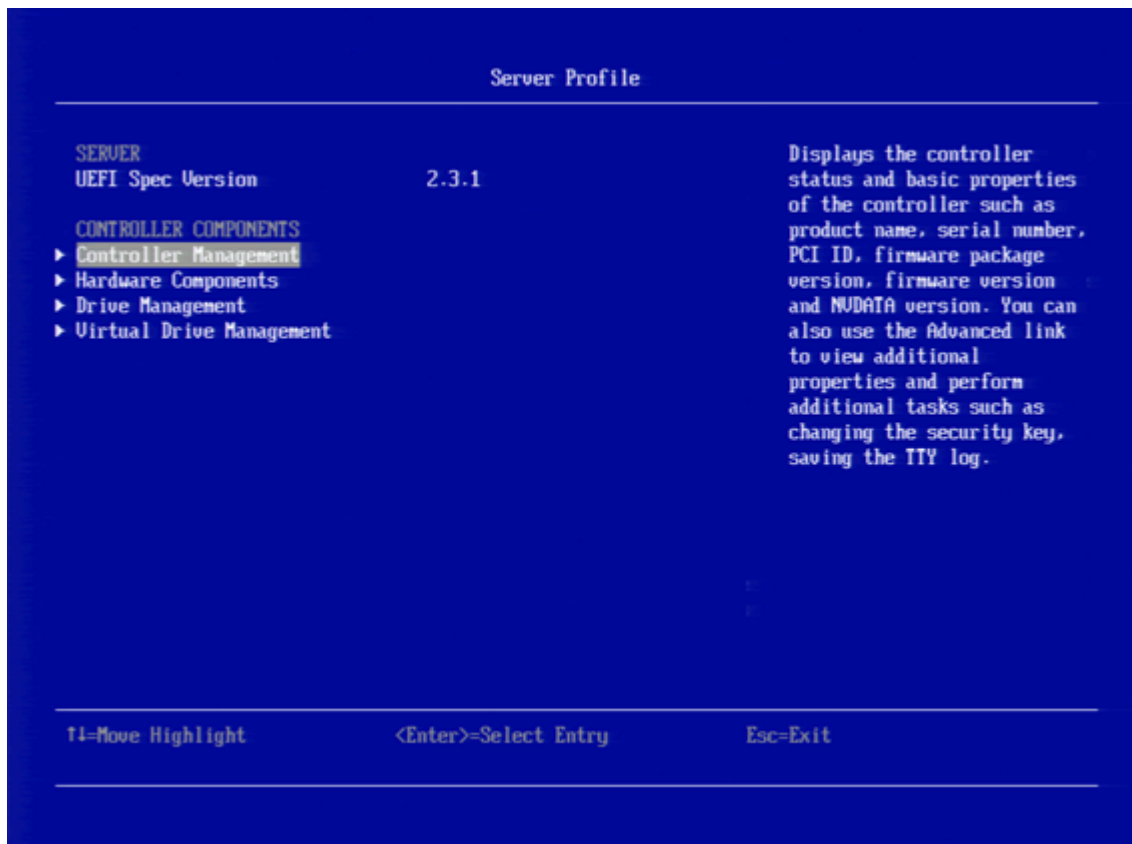 Server Profile
SERVER
UEFI Spec Version 2.3.1
CONTROLLER COMPONENTS
▶ Controller Management
▶ Hardware Components
▶ Drive Management
▶ Virtual Drive Management
Displays the controller
status and basic properties
of the controller such as
product name, serial number,
PCI ID, firmware package
version, firmware version
and NVDATA version. You can
also use the Advanced link
to view additional
properties and perform
additional tasks such as
changing the security key,
saving the TTY log.
↑↓=Move Highlight <Enter>=Select Entry Esc=Exit